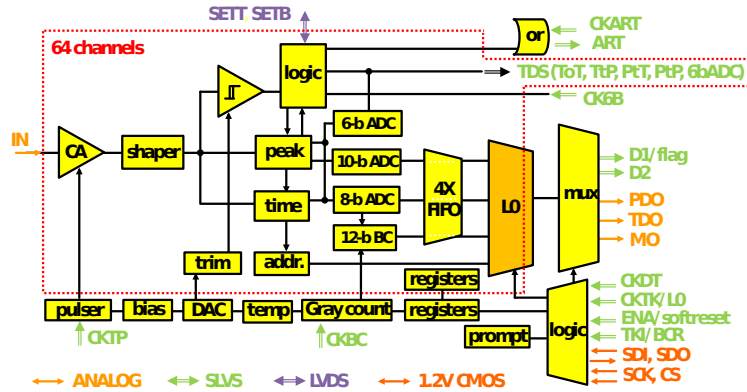 SETT, SETB
64 channels
or
CKART
ART
logic
TDS (ToT, TtP, PtT, PtP, 6bADC)
CK6B
6-b ADC
IN
CA
shaper
peak
10-b ADC
D1/flag
D2
mux
4X
FIFO
L0
time
8-b ADC
PDO
TDO
MO
12-b BC
trim
addr.
registers
CKDT
pulser
bias
DAC
temp
Gray count
registers
CKTK/ L0
logic
ENA/softreset
CKTP
CKBC
prompt
TKI/BCR
SDI, SDO
SCK, CS
ANALOG
SLVS
LVDS
1.2V CMOS